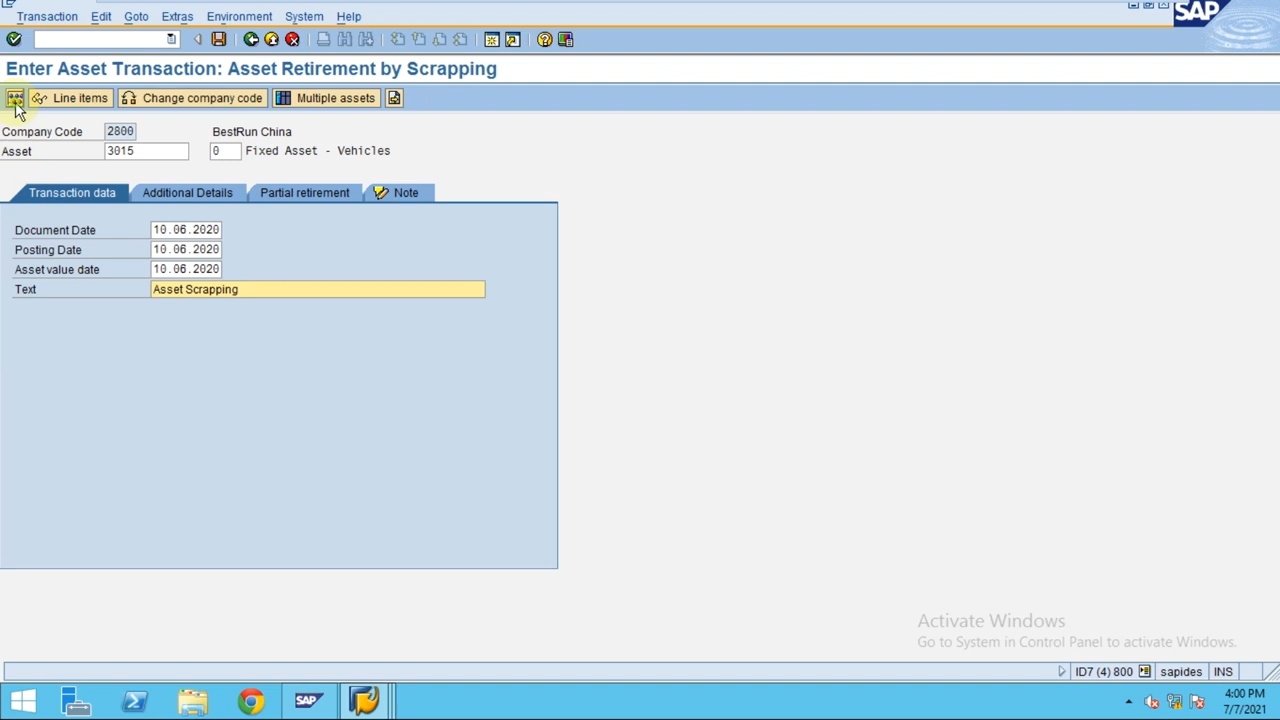 Transaction Edit Goto Extras Environment System Help
SAP
Enter Asset Transaction: Asset Retirement by Scrapping
Line items Change company code Multiple assets
Company Code 2800 BestRun China
Asset 3015 0 Fixed Asset - Vehicles
Transaction data Additional Details Partial retirement Note
Document Date 10.06.2020
Posting Date 10.06.2020
Asset value date 10.06.2020
Text Asset Scrapping
Activate Windows
Go to System in Control Panel to activate Windows.
ID7 (4) 800 sapides INS
SAP
4:00 PM
7/7/2021